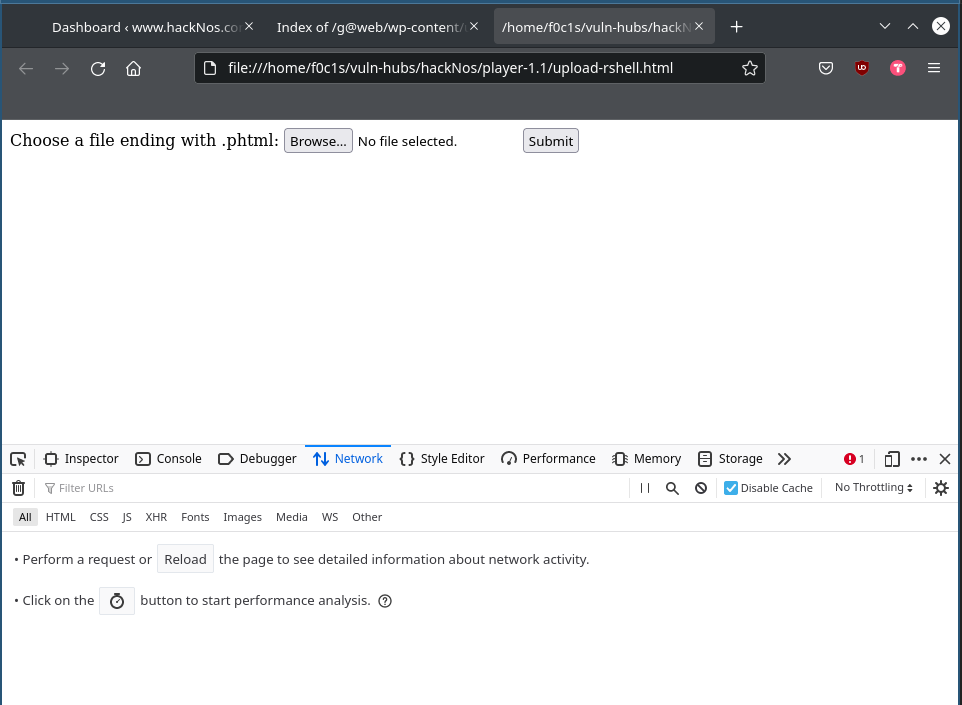 Dashboard ‹ www.hackNos.co
Index of /g@web/wp-content/
/home/f0c1s/vuln-hubs/hackN
file:///home/f0c1s/vuln-hubs/hackNos/player-1.1/upload-rshell.html
Choose a file ending with .phtml: Browse... No file selected. Submit
Inspector Console Debugger Network Style Editor Performance Memory Storage 1
Filter URLs Disable Cache No Throttling
All HTML CSS JS XHR Fonts Images Media WS Other
• Perform a request or Reload the page to see detailed information about network activity.
• Click on the button to start performance analysis.